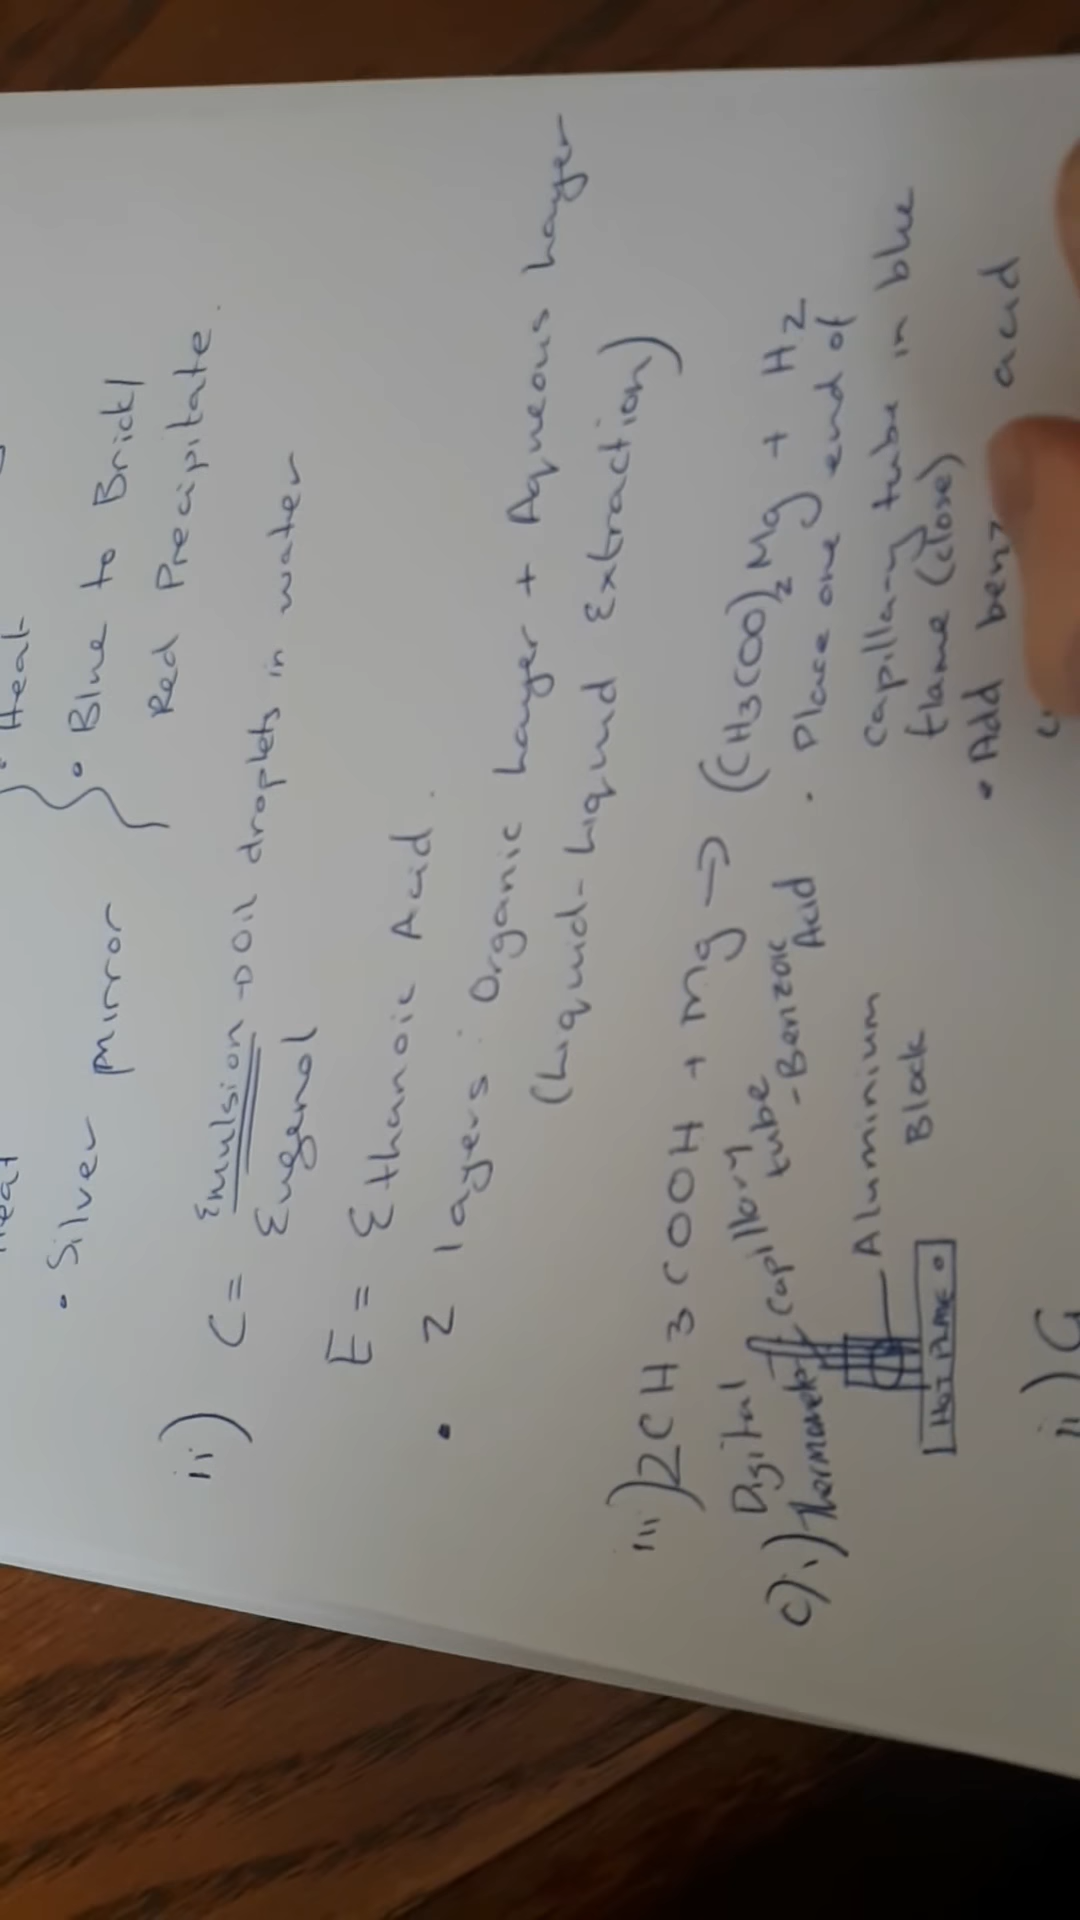 Heat
• Silver mirror
• Blue to Brick/
Red Precipitate.
ii) C = Emulsion → Oil droplets in water
Eugenol
E = Ethanoic Acid.
• 2 layers: Organic Layer + Aqueous Layer
(Liquid-Liquid Extraction)
iii) 2CH3COOH + Mg → (CH3COO)2Mg + H2
c) i) Digital
Thermometer
Capillary
tube
- Benzoic
Acid
Aluminium
Block
HOT PLATE
• Place one end of
capillary tube in blue
flame (close)
• Add acid
ii)